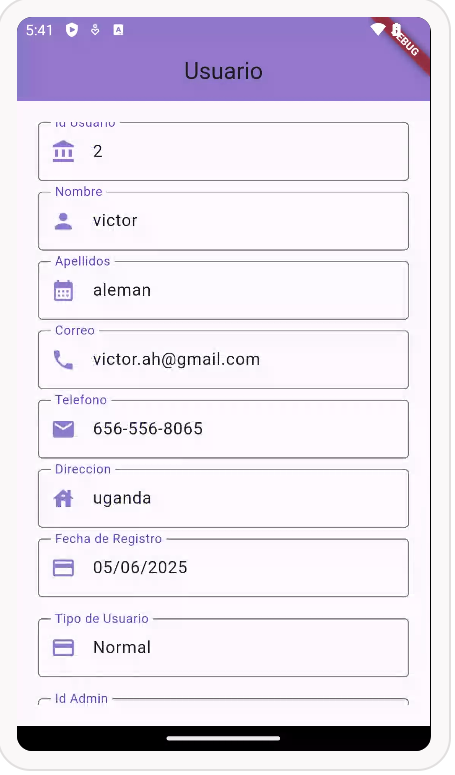 5:41
DEBUG
Usuario
Id Usuario
2
Nombre
victor
Apellidos
aleman
Correo
victor.ah@gmail.com
Telefono
656-556-8065
Direccion
uganda
Fecha de Registro
05/06/2025
Tipo de Usuario
Normal
Id Admin